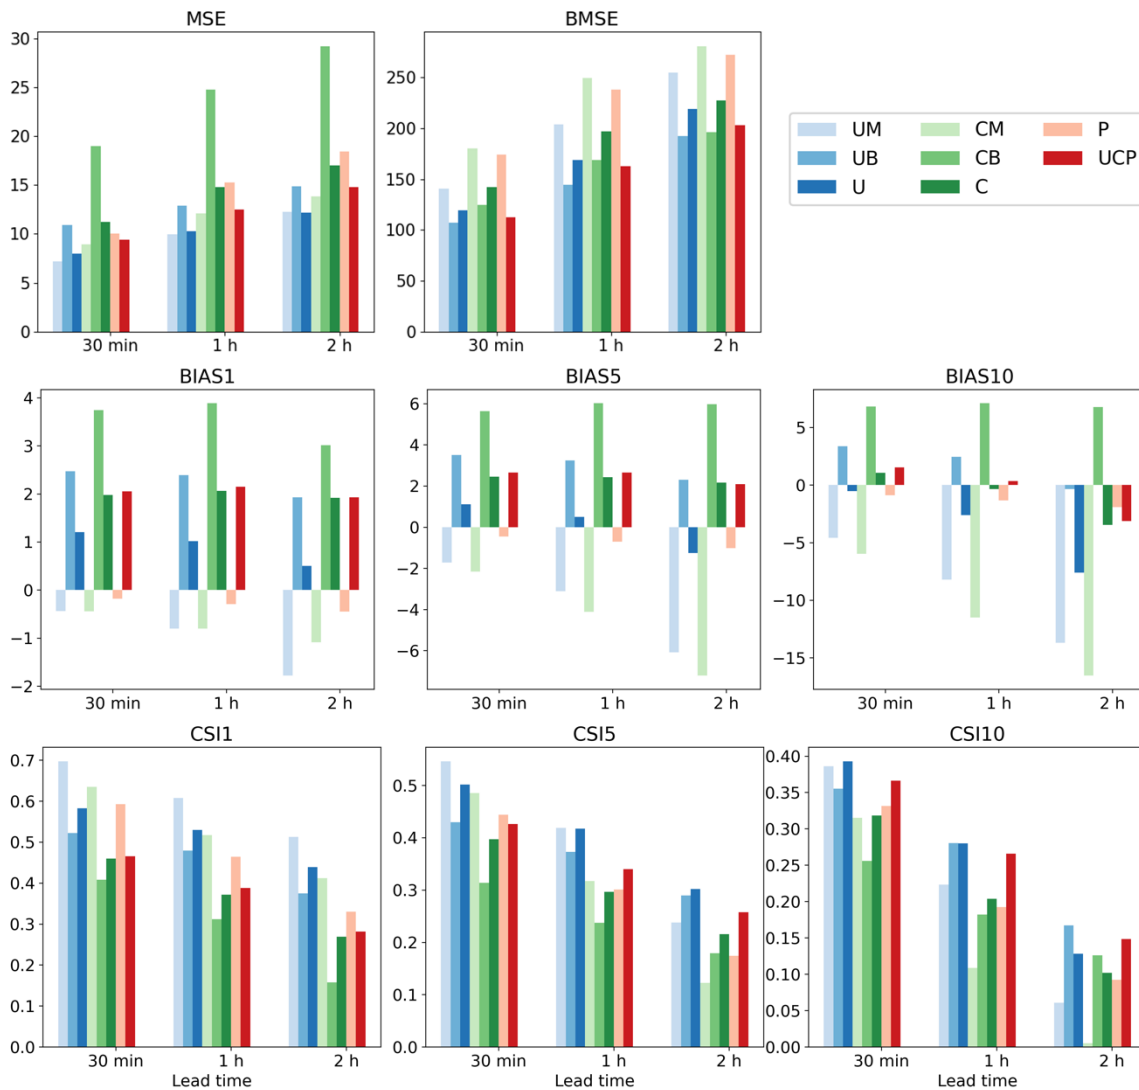 MSE
30
25
20
15
10
5
0
30 min 1 h 2 h
BMSE
250
200
150
100
50
0
30 min 1 h 2 h
UM CM P
UB CB UCP
U C
BIAS1
4
3
2
1
0
−1
−2
30 min 1 h 2 h
BIAS5
6
4
2
0
−2
−4
−6
30 min 1 h 2 h
BIAS10
5
0
−5
−10
−15
30 min 1 h 2 h
CSI1
0.7
0.6
0.5
0.4
0.3
0.2
0.1
0.0
30 min 1 h 2 h
Lead time
CSI5
0.5
0.4
0.3
0.2
0.1
0.0
30 min 1 h 2 h
Lead time
CSI10
0.40
0.35
0.30
0.25
0.20
0.15
0.10
0.05
0.00
30 min 1 h 2 h
Lead time